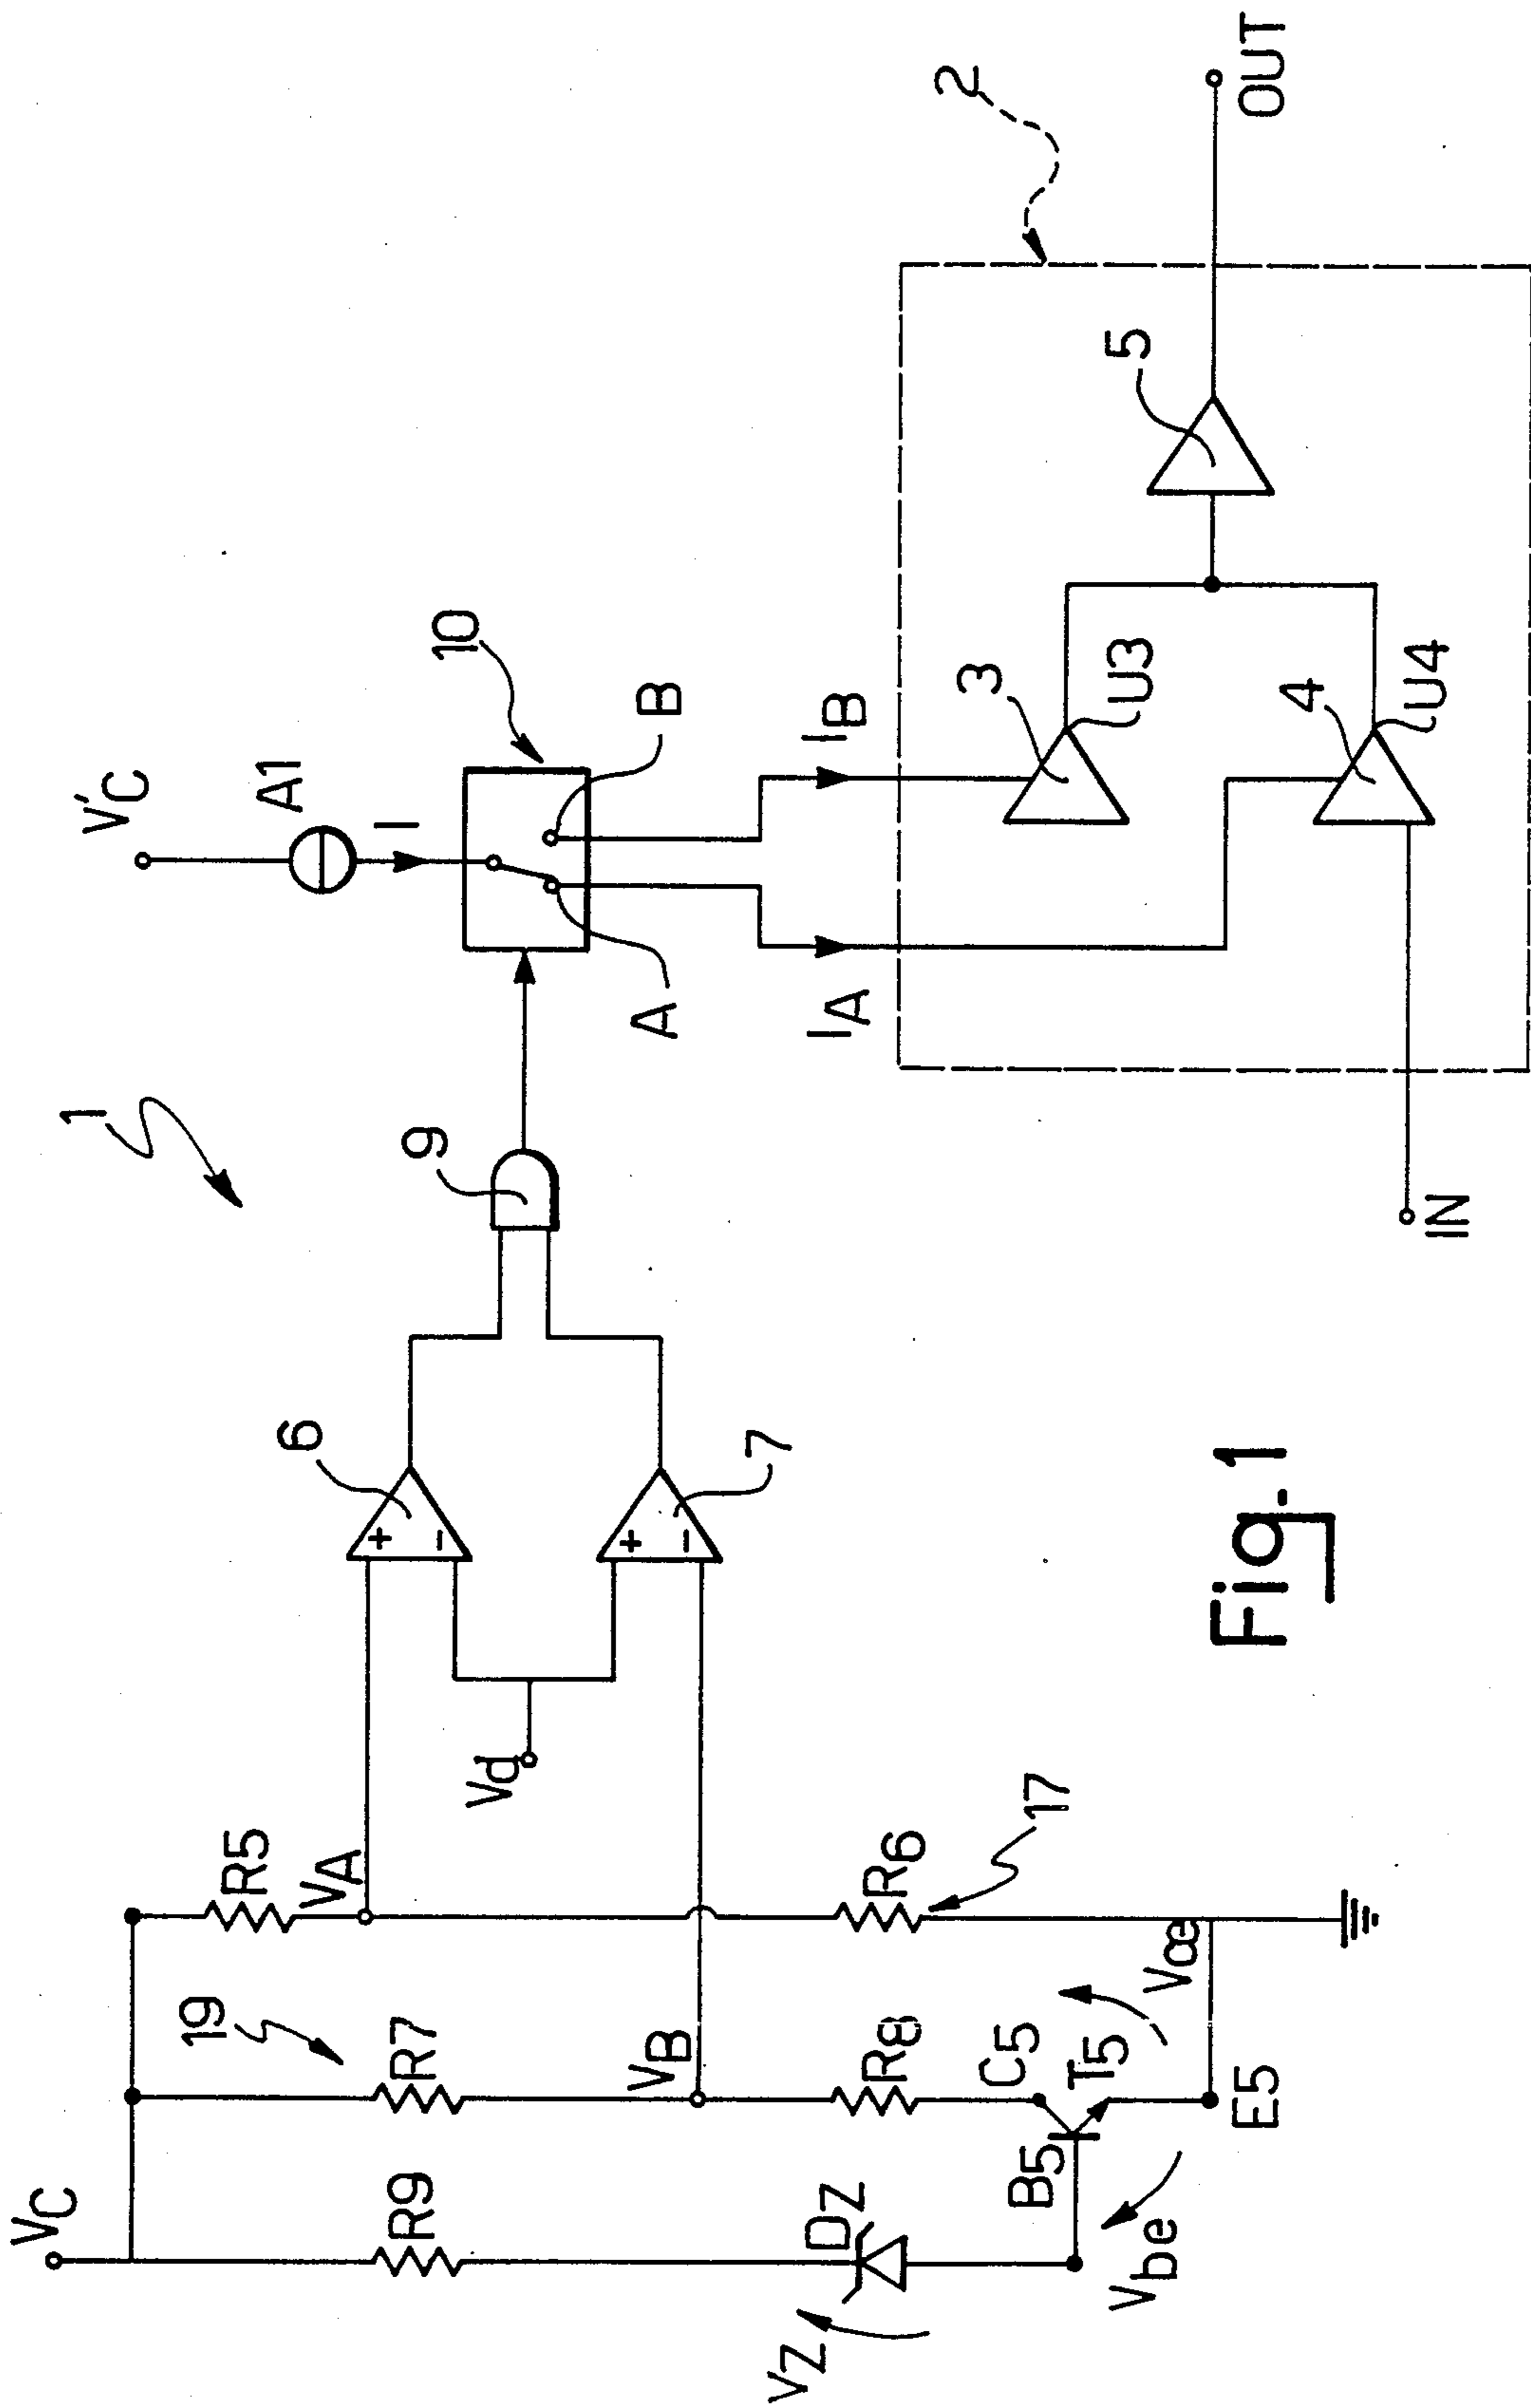 1
V'C
A1
I
10
B
A
9
IB
IA
2
3
U3
4
U4
5
OUT
IN
6
+
-
7
+
-
Vd
VC
19
R5
VA
R7
R9
VB
R6
17
R8
DZ
VZ
C5
T5
B5
Vce
Vbe
E5
Fig. 1